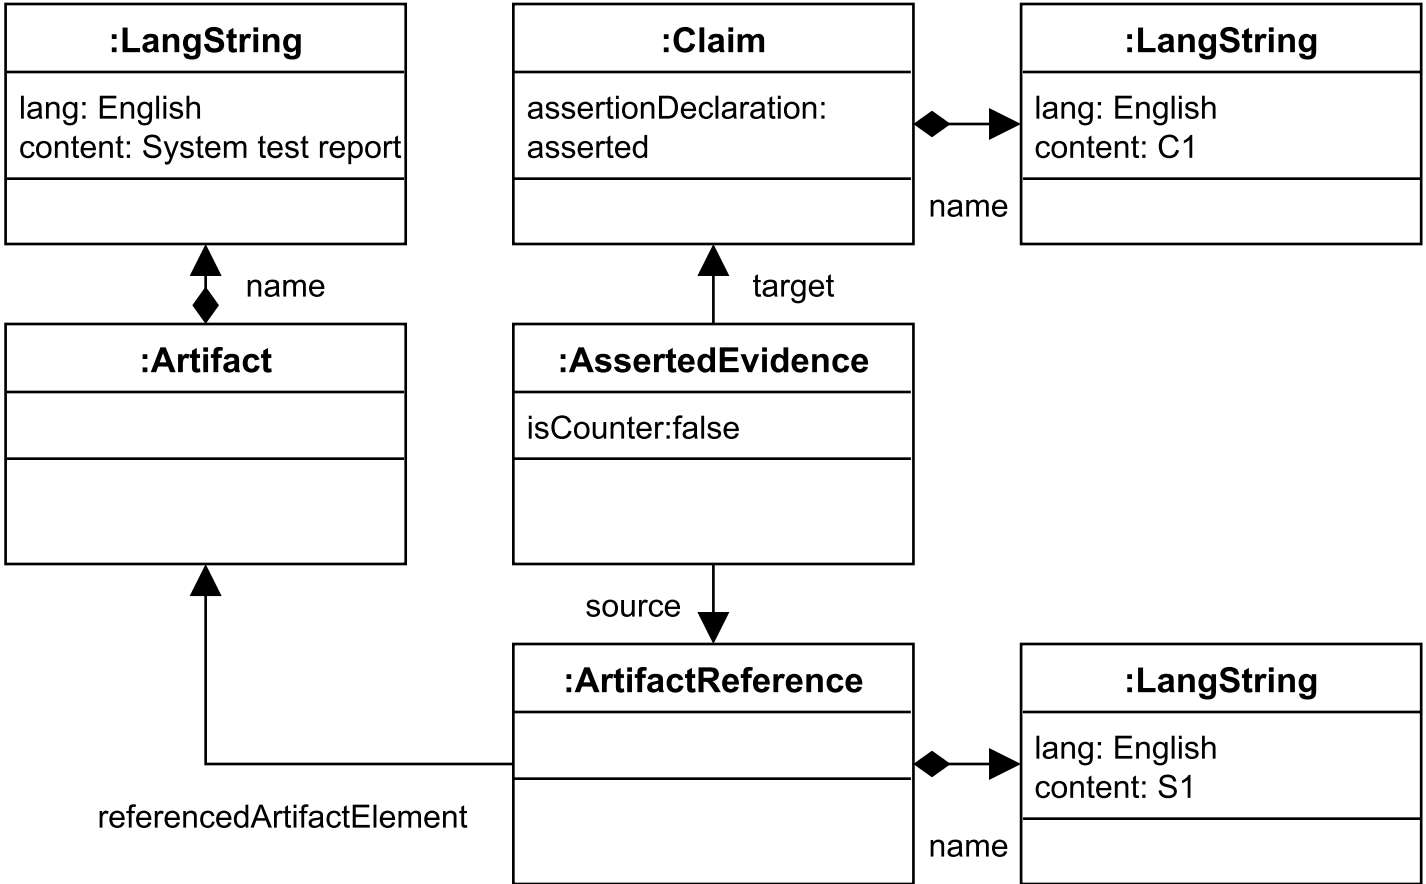 :LangString
lang: English
content: System test report
:Claim
assertionDeclaration:
asserted
name
:LangString
lang: English
content: C1
name
target
:Artifact
:AssertedEvidence
isCounter:false
source
referencedArtifactElement
:ArtifactReference
name
:LangString
lang: English
content: S1